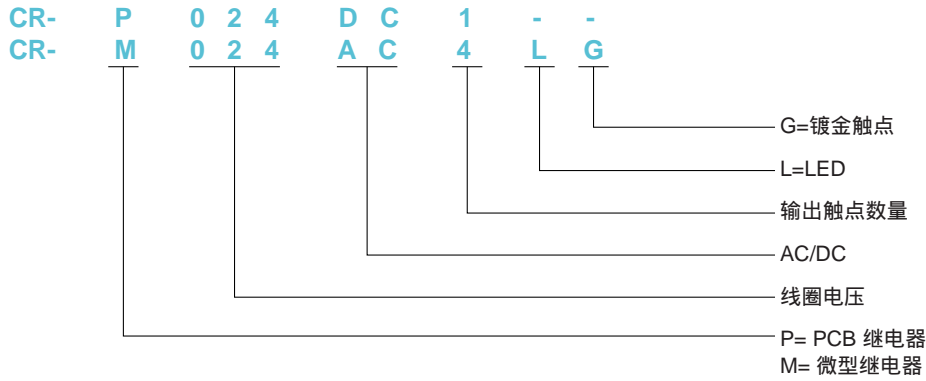 CR- P 0 2 4 D C 1 - -
CR- M 0 2 4 A C 4 L G
G=镀金触点
L=LED
输出触点数量
AC/DC
线圈电压
P= PCB 继电器
M= 微型继电器